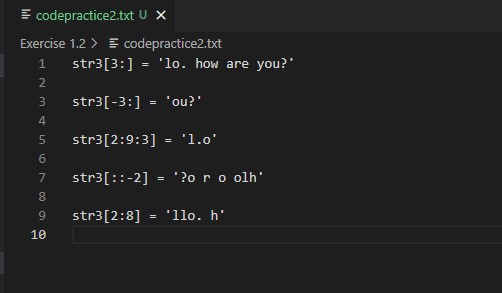 codepractice2.txt U
Exercise 1.2 > codepractice2.txt
1 str3[3:] = 'lo. how are you?'
2
3 str3[-3:] = 'ou?'
4
5 str3[2:9:3] = 'l.o'
6
7 str3[::-2] = '?o r o olh'
8
9 str3[2:8] = 'llo. h'
10